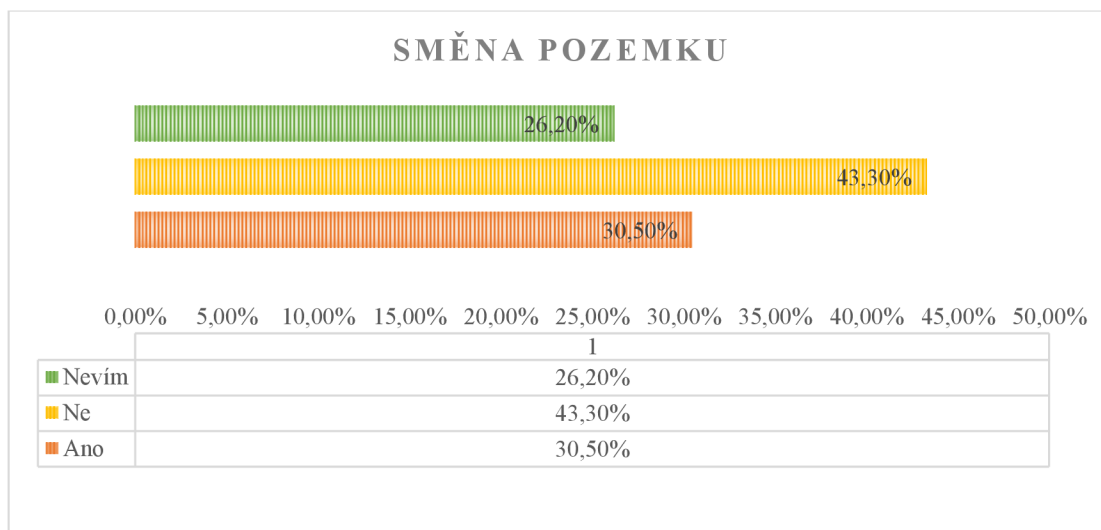 SMĚNA POZEMKU
26,20%
43,30%
30,50%
0,00% 5,00% 10,00% 15,00% 20,00% 25,00% 30,00% 35,00% 40,00% 45,00% 50,00%
1
Nevím 26,20%
Ne 43,30%
Ano 30,50%